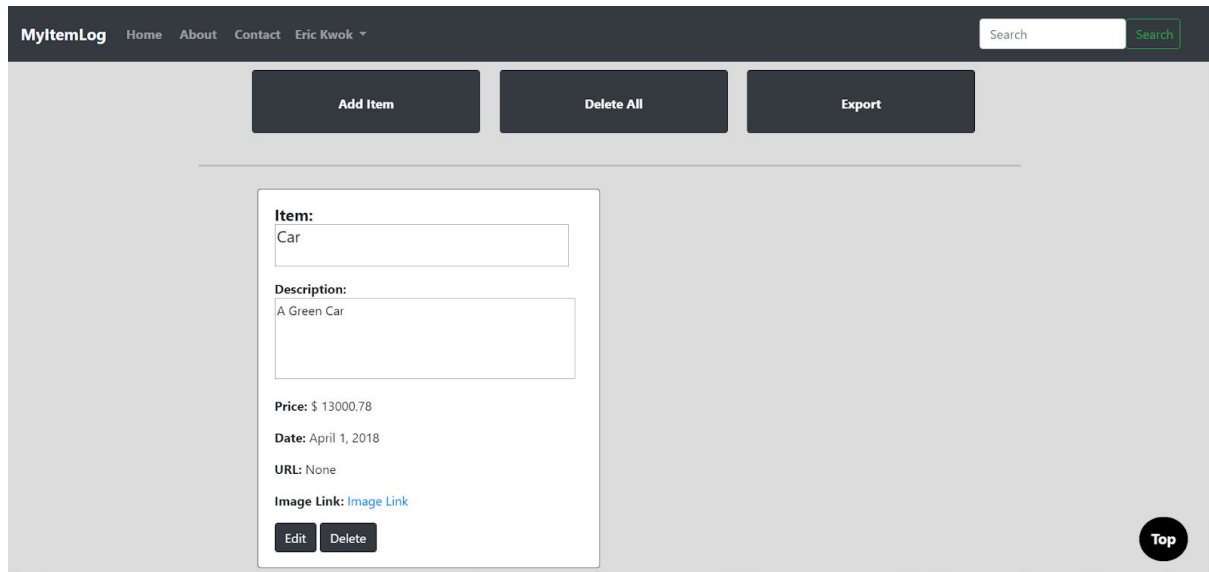 MyItemLog Home About Contact Eric Kwok Search Search
Add Item Delete All Export
Item:
Car
Description:
A Green Car
Price: $ 13000.78
Date: April 1, 2018
URL: None
Image Link: Image Link
Edit Delete
Top